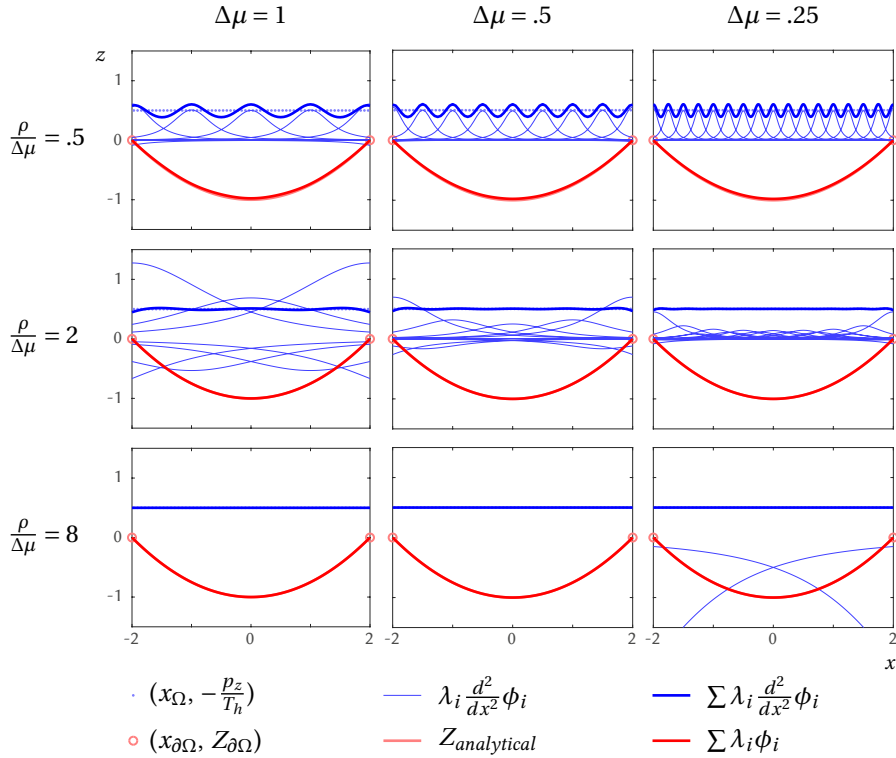 Δμ = 1 Δμ = .5 Δμ = .25
z
1
ρ/Δμ = .5
0
-1
1
ρ/Δμ = 2
0
-1
1
ρ/Δμ = 8
0
-1
-2 0 2 -2 0 2 -2 0 2
x
(x_Ω, −p_z/T_h) λ_i d²/dx² ϕ_i ∑ λ_i d²/dx² ϕ_i
(x_∂Ω, Z_∂Ω) Z_analytical ∑ λ_i ϕ_i